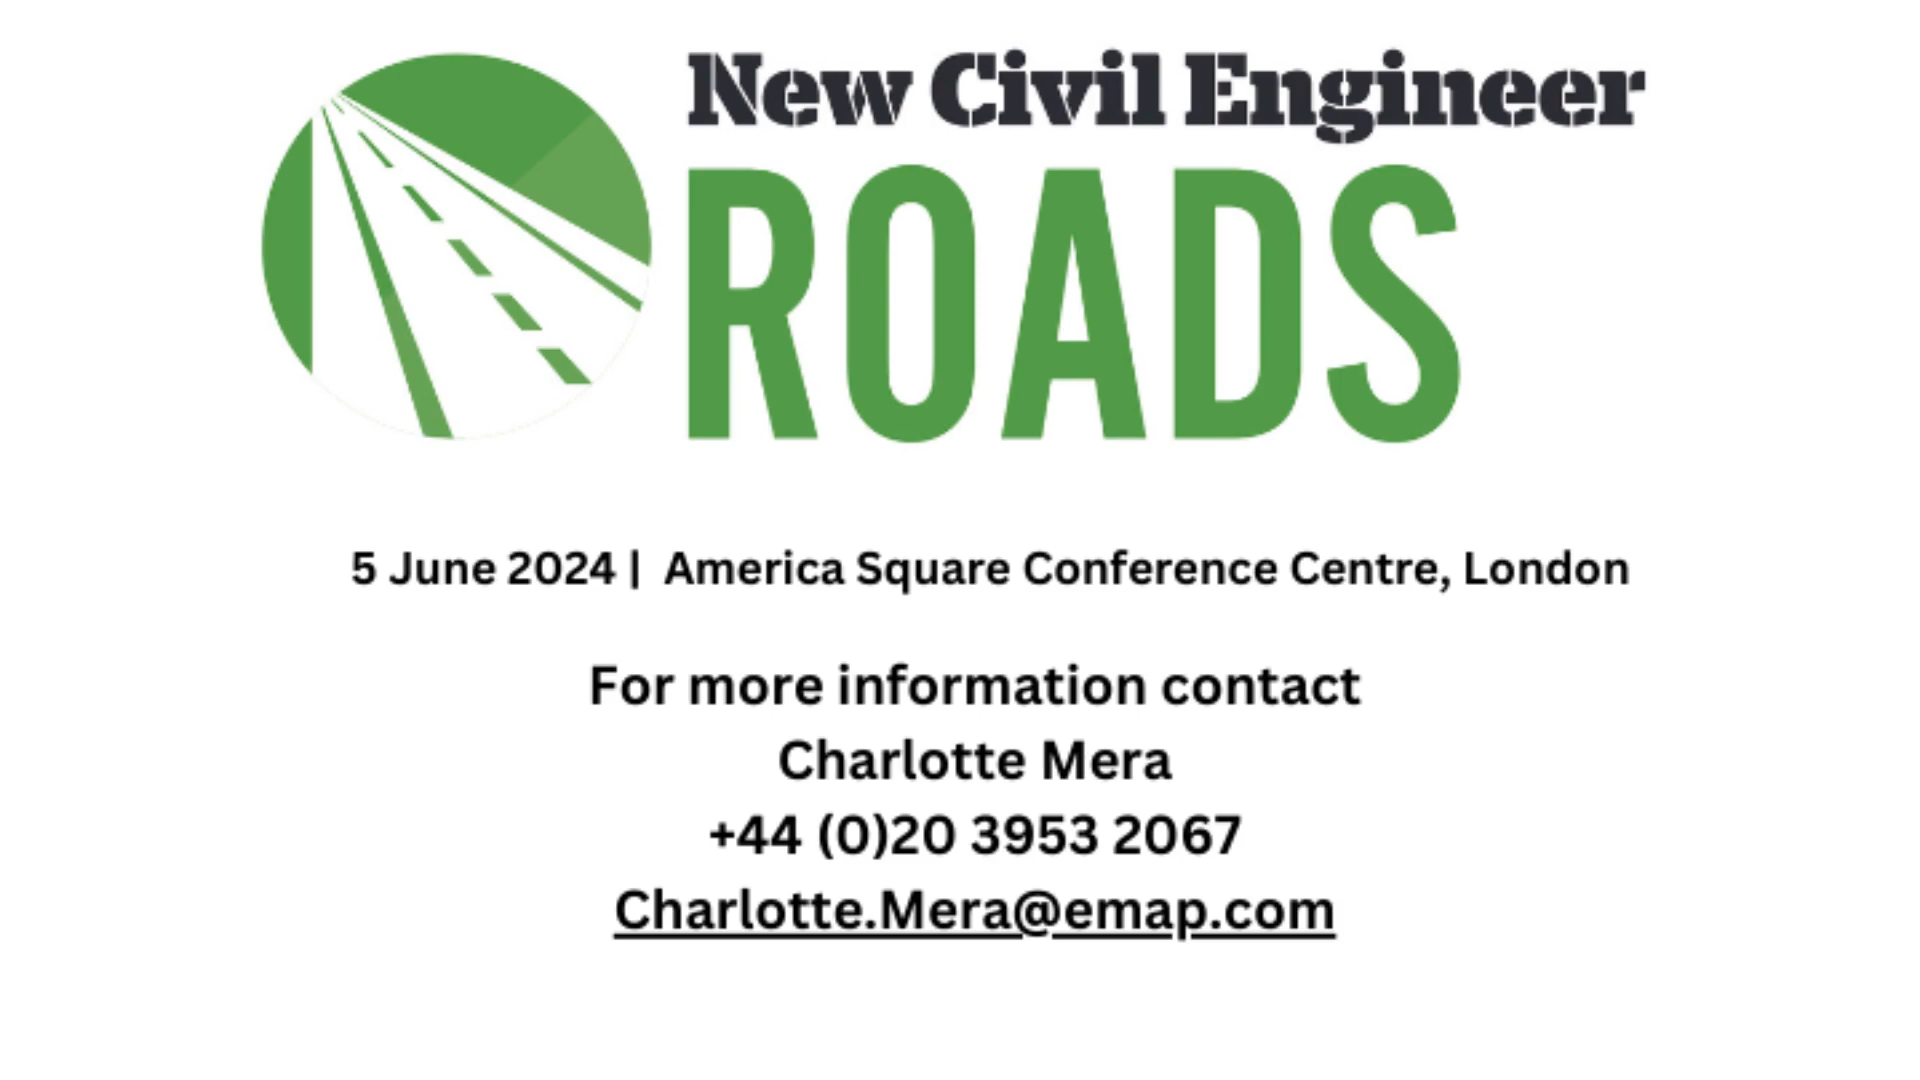 New Civil Engineer
ROADS
5 June 2024 | America Square Conference Centre, London
For more information contact
Charlotte Mera
+44 (0)20 3953 2067
Charlotte.Mera@emap.com